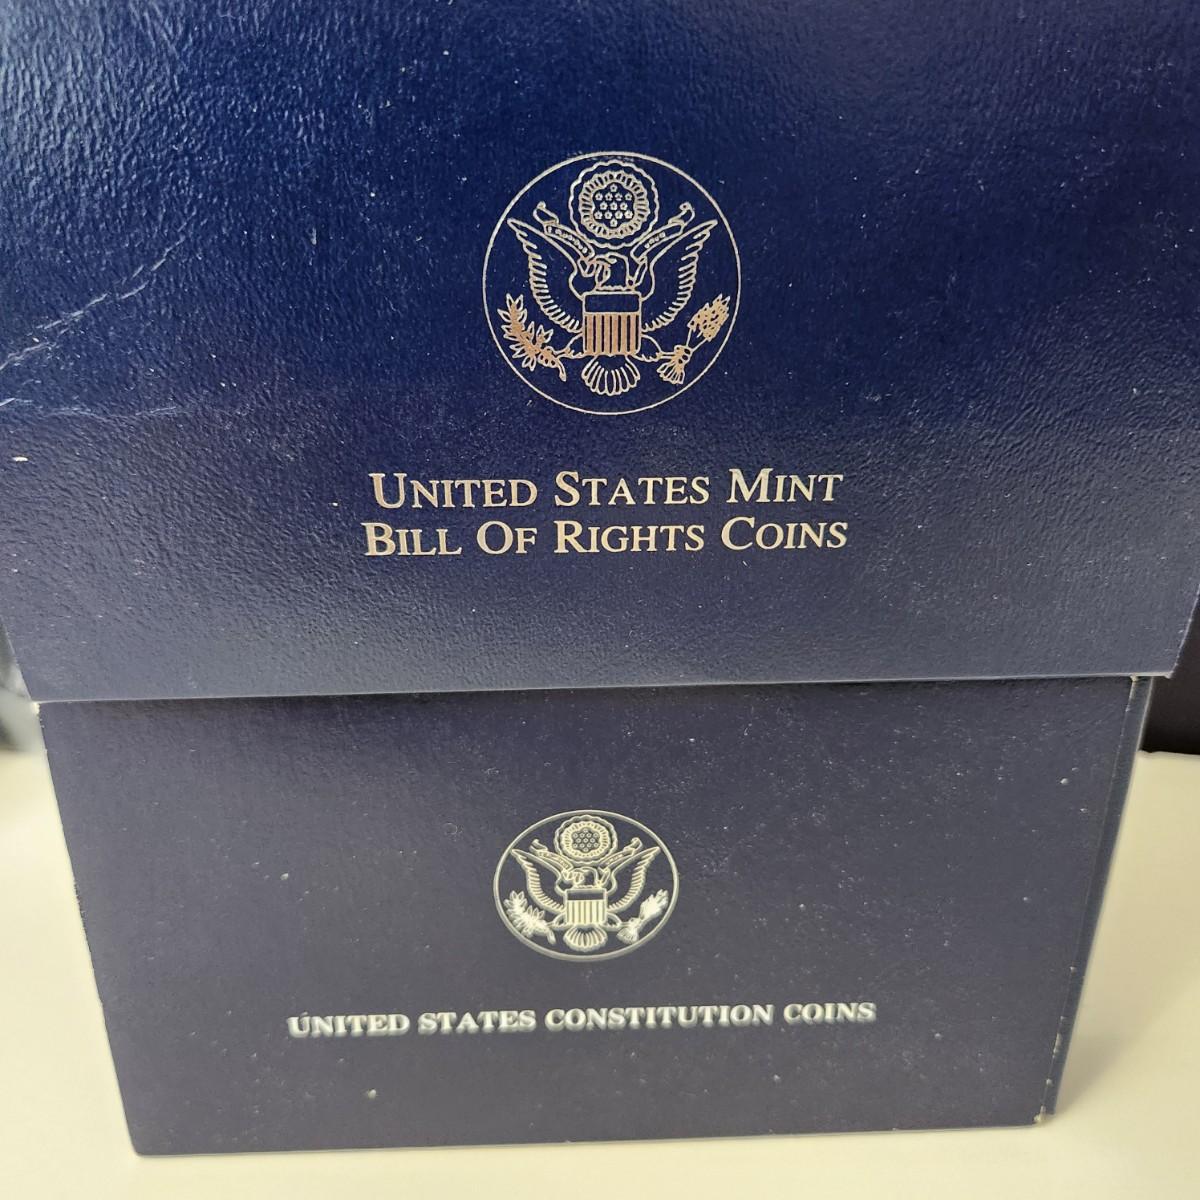 UNITED STATES MINT
BILL OF RIGHTS COINS
UNITED STATES CONSTITUTION COINS